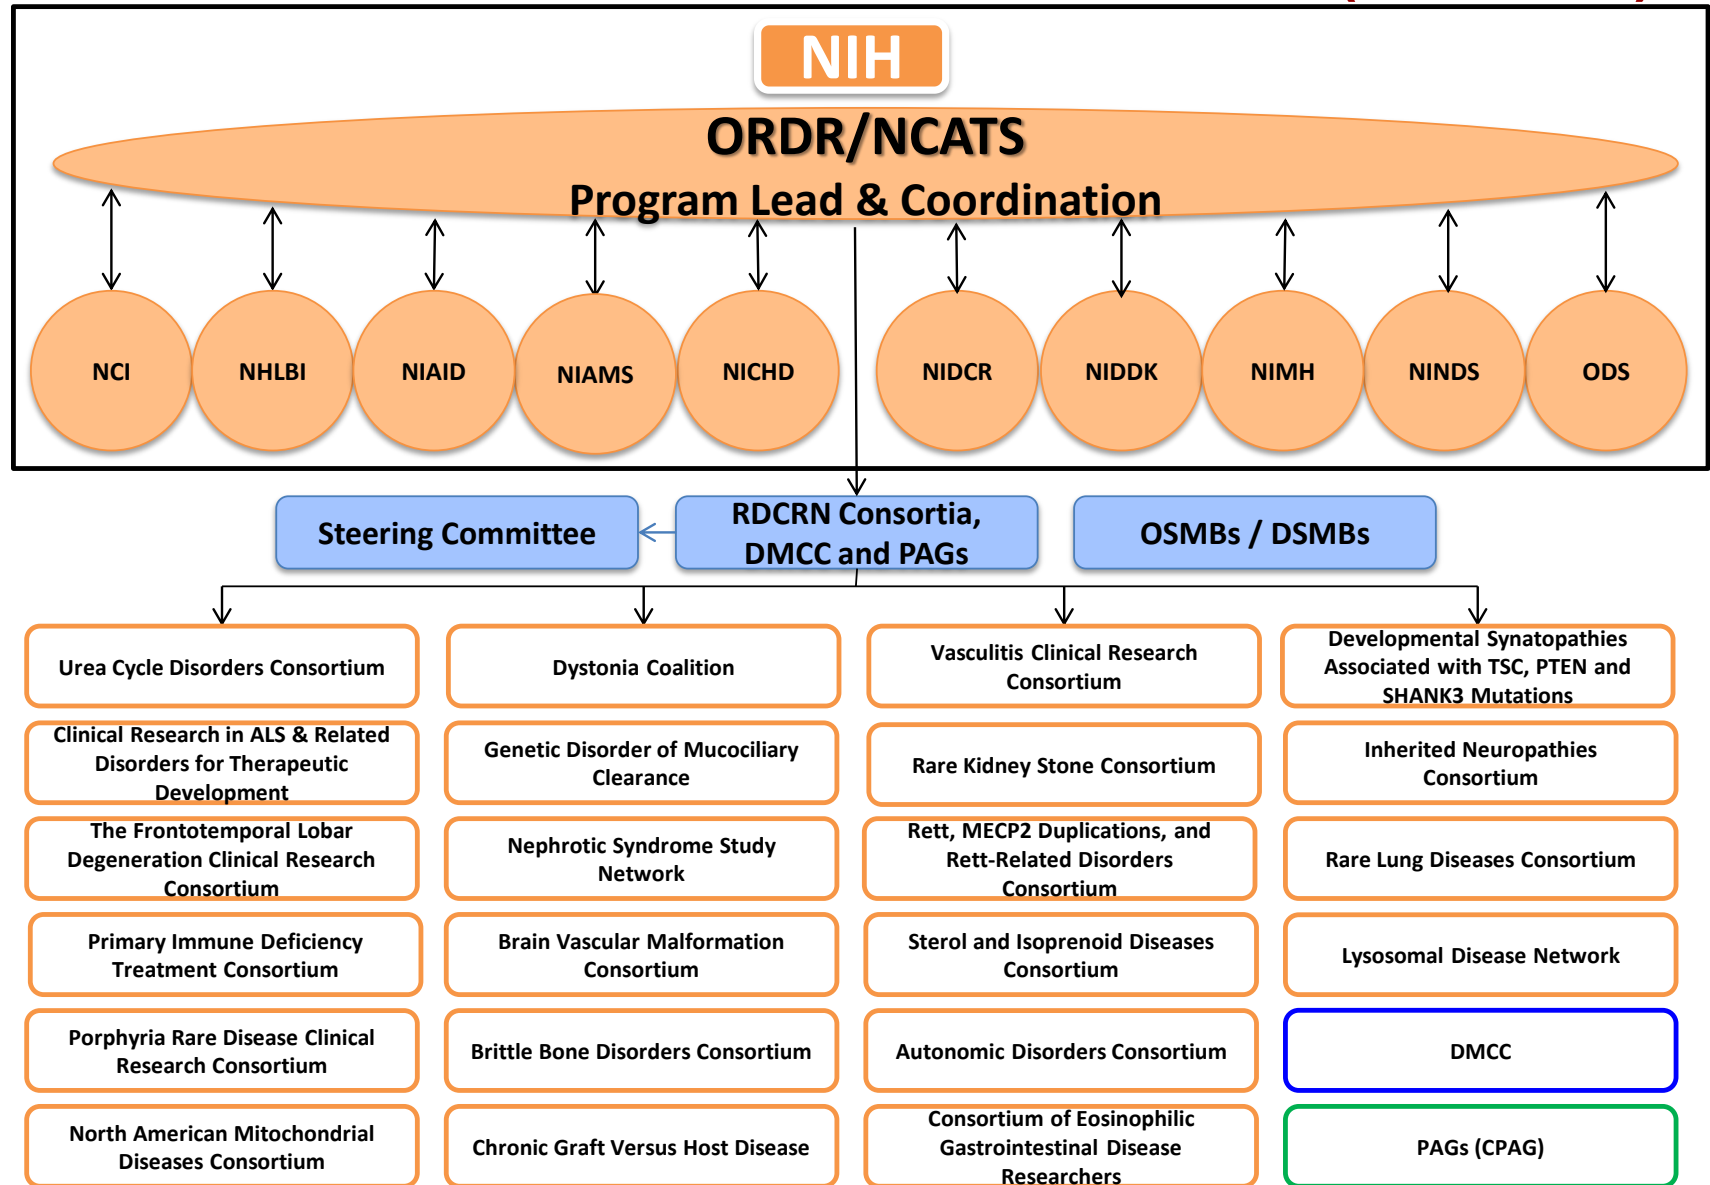 NIH
ORDR/NCATS
Program Lead & Coordination
NCI
NHLBI
NIAID
NIAMS
NICHD
NIDCR
NIDDK
NIMH
NINDS
ODS
Steering Committee
RDCRN Consortia,
DMCC and PAGs
OSMBs / DSMBs
Urea Cycle Disorders Consortium
Dystonia Coalition
Vasculitis Clinical Research
Consortium
Developmental Synatopathies
Associated with TSC, PTEN and
SHANK3 Mutations
Clinical Research in ALS & Related
Disorders for Therapeutic
Development
Genetic Disorder of Mucociliary
Clearance
Rare Kidney Stone Consortium
Inherited Neuropathies
Consortium
The Frontotemporal Lobar
Degeneration Clinical Research
Consortium
Nephrotic Syndrome Study
Network
Rett, MECP2 Duplications, and
Rett-Related Disorders
Consortium
Rare Lung Diseases Consortium
Primary Immune Deficiency
Treatment Consortium
Brain Vascular Malformation
Consortium
Sterol and Isoprenoid Diseases
Consortium
Lysosomal Disease Network
Porphyria Rare Disease Clinical
Research Consortium
Brittle Bone Disorders Consortium
Autonomic Disorders Consortium
DMCC
North American Mitochondrial
Diseases Consortium
Chronic Graft Versus Host Disease
Consortium of Eosinophilic
Gastrointestinal Disease
Researchers
PAGs (CPAG)